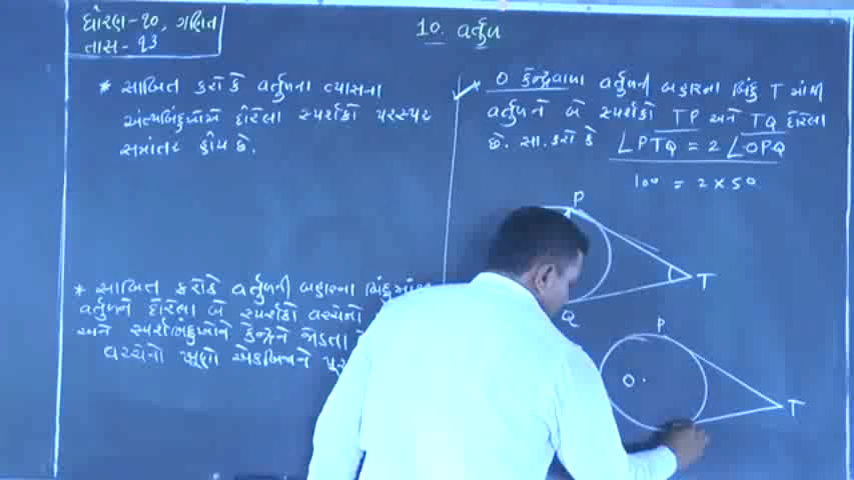 ધોરણ-૧૦, ગણિત
તાસ - ૧૩
10. વર્તુળ
* સાબિત કરો કે વર્તુળના વ્યાસના
અંત્યબિંદુઓએ દોરેલા સ્પર્શકો પરસ્પર
સમાંતર હોય છે.
* સાબિત કરોકે વર્તુળની બહારના બિંદુમાંથી
વર્તુળને દોરેલા બે સ્પર્શકો વચ્ચેનો
અને સ્પર્શબિંદુઓને કેન્દ્રને જોડતા
વચ્ચેનો ખૂણો એકબીજાને
* O કેન્દ્રવાળા વર્તુળની બહારના બિંદુ T માંથી
વર્તુળને બે સ્પર્શકો TP અને TQ દોરેલા
છે. સા. કરો કે ∠PTQ = 2 ∠OPQ
100 = 2 × 50
P
T
Q
P
O
T